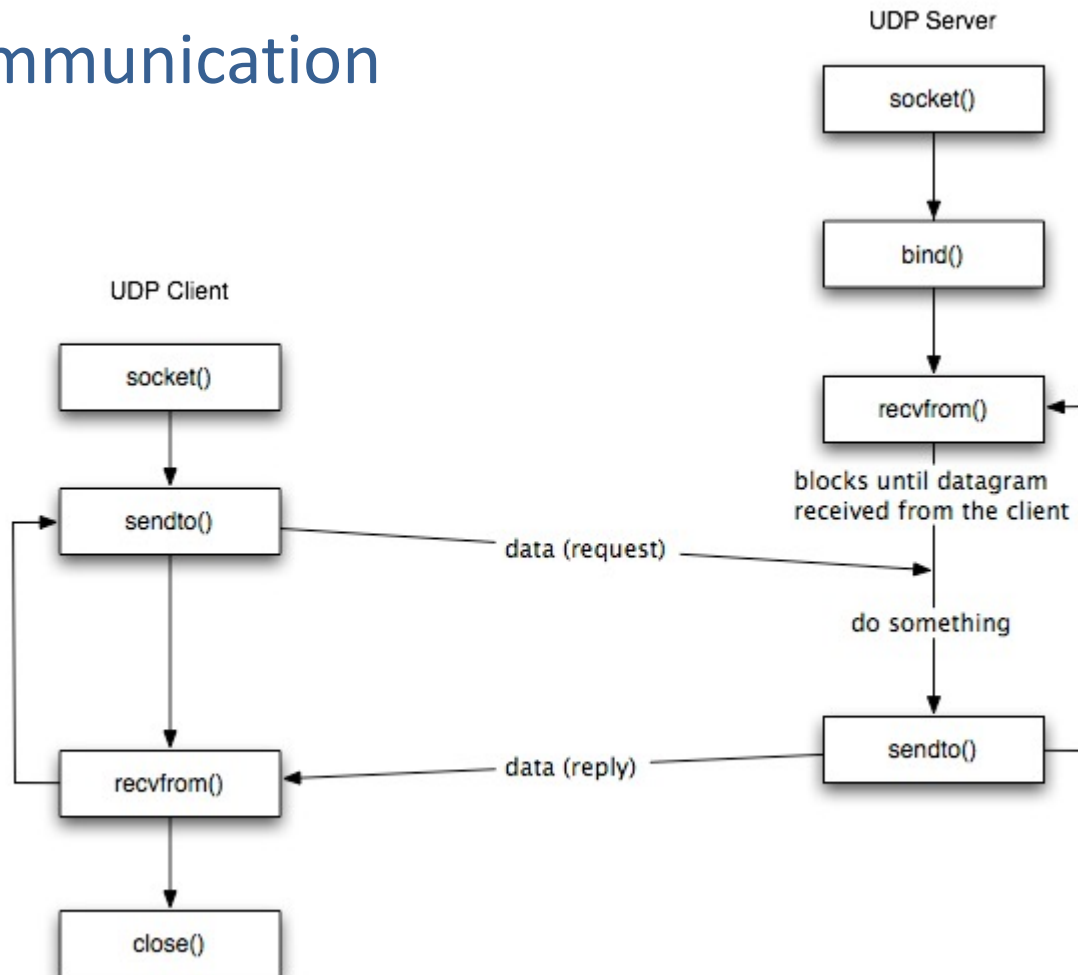 mmunication
UDP Server
socket()
bind()
UDP Client
socket()
recvfrom()
blocks until datagram
received from the client
sendto()
data (request)
do something
sendto()
data (reply)
recvfrom()
close()